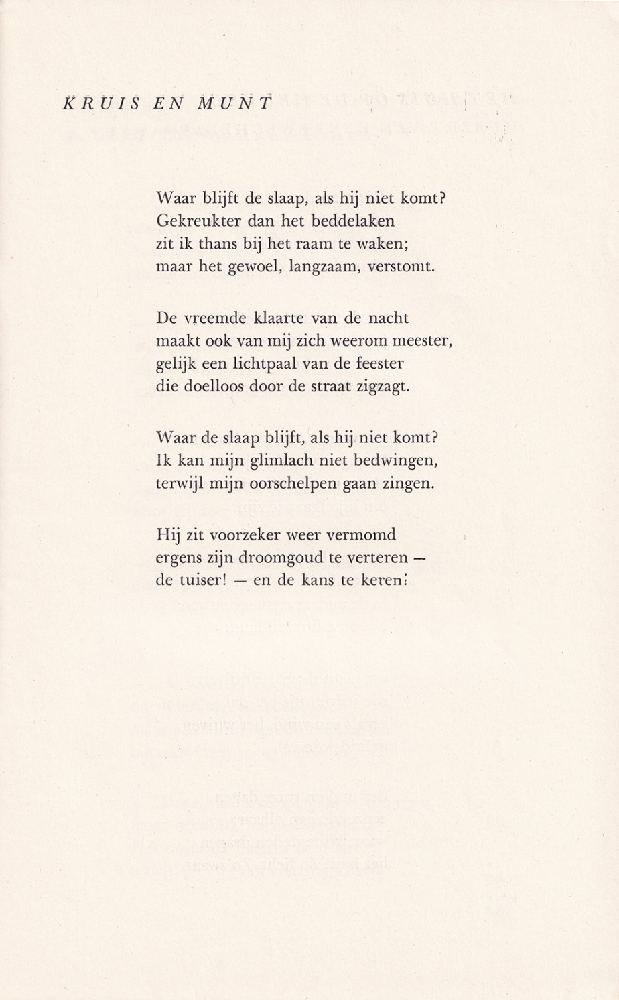 KRUIS EN MUNT
Waar blijft de slaap, als hij niet komt?
Gekreukter dan het beddelaken
zit ik thans bij het raam te waken;
maar het gewoel, langzaam, verstomt.
De vreemde klaarte van de nacht
maakt ook van mij zich weerom meester,
gelijk een lichtpaal van de feester
die doelloos door de straat zigzagt.
Waar de slaap blijft, als hij niet komt?
Ik kan mijn glimlach niet bedwingen,
terwijl mijn oorschelpen gaan zingen.
Hij zit voorzeker weer vermomd
ergens zijn droomgoud te verteren —
de tuiser! — en de kans te keren!